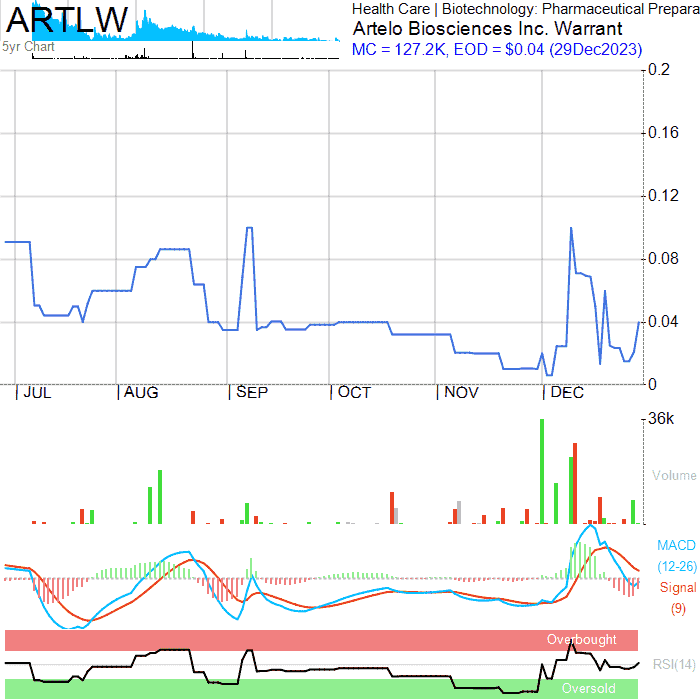 ARTLW
Health Care | Biotechnology: Pharmaceutical Prepara
Artelo Biosciences Inc. Warrant
MC = 127.2K, EOD = $0.04 (29Dec2023)
5yr Chart
0.2
0.16
0.12
0.08
0.04
0
JUL AUG SEP OCT NOV DEC
36k
Volume
MACD
(12-26)
Signal
(9)
Overbought
RSI(14)
Oversold